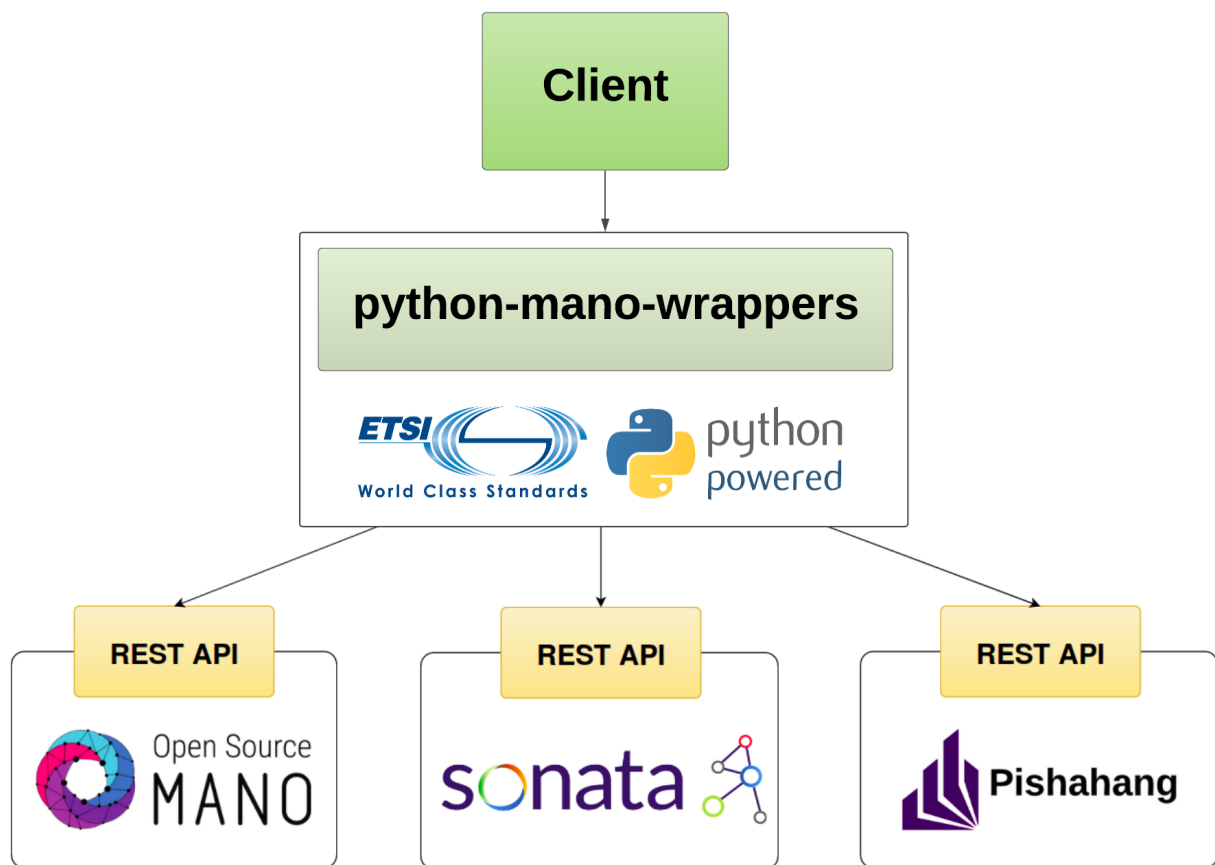 Client
python-mano-wrappers
ETSI
World Class Standards
python
powered
REST API
REST API
REST API
Open Source
MANO
sonata
Pishahang